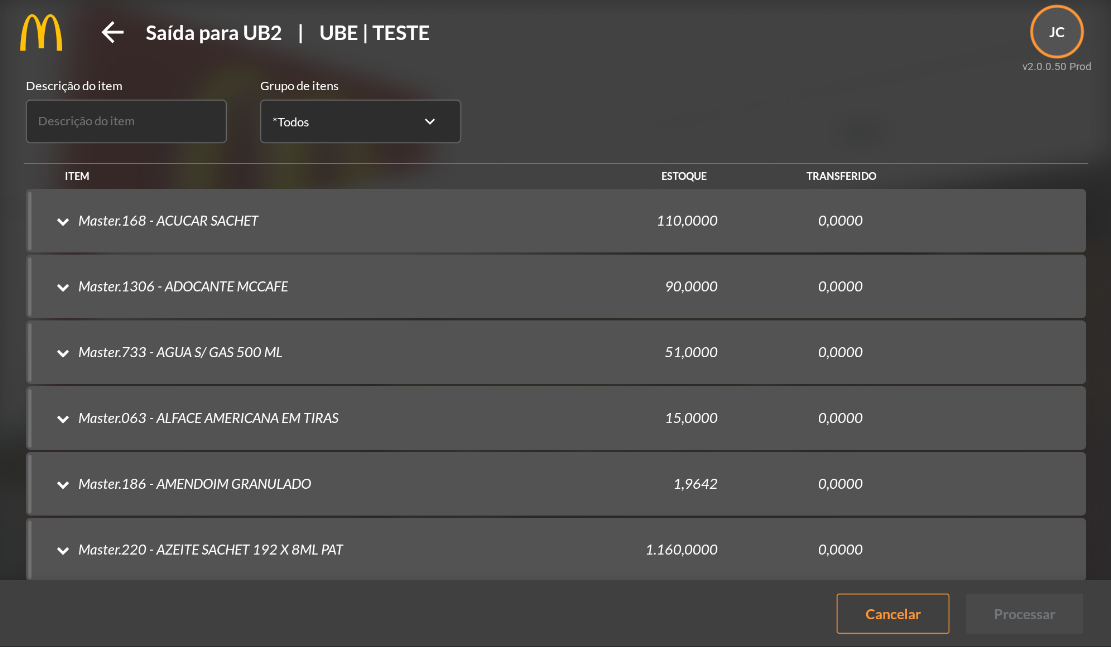 Saída para UB2 | UBE | TESTE
JC
v2.0.0.50 Prod
Descrição do item
Grupo de itens
Descrição do item
*Todos
ITEM ESTOQUE TRANSFERIDO
Master.168 - ACUCAR SACHET 110,0000 0,0000
Master.1306 - ADOCANTE MCCAFE 90,0000 0,0000
Master.733 - AGUA S/ GAS 500 ML 51,0000 0,0000
Master.063 - ALFACE AMERICANA EM TIRAS 15,0000 0,0000
Master.186 - AMENDOIM GRANULADO 1,9642 0,0000
Master.220 - AZEITE SACHET 192 X 8ML PAT 1.160,0000 0,0000
Cancelar
Processar